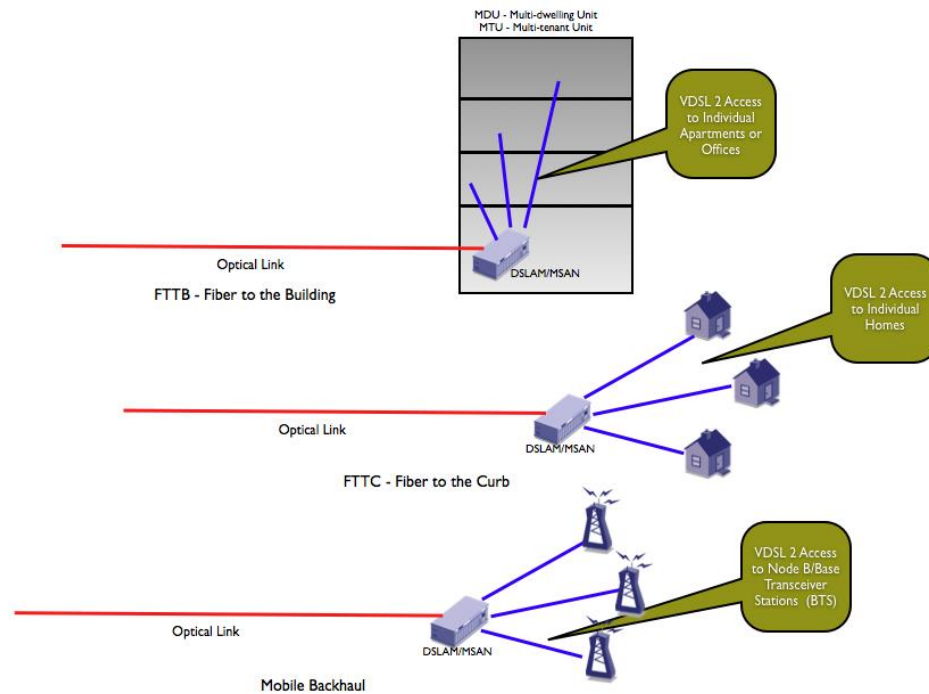 MDU - Multi-dwelling Unit
MTU - Multi-tenant Unit
VDSL 2 Access
to Individual
Apartments or
Offices
Optical Link
DSLAM/MSAN
FTTB - Fiber to the Building
VDSL 2 Access
to Individual
Homes
Optical Link
DSLAM/MSAN
FTTC - Fiber to the Curb
VDSL 2 Access
to Node B/Base
Transceiver
Stations (BTS)
Optical Link
DSLAM/MSAN
Mobile Backhaul